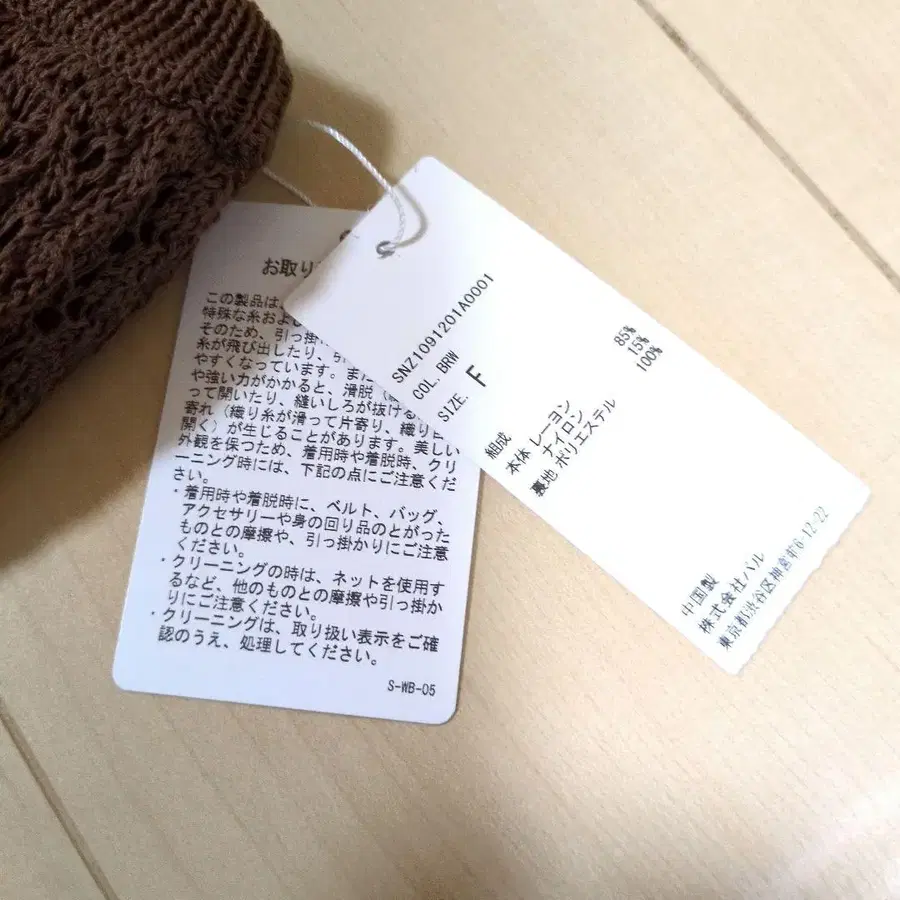 お取り
この製品は、
特殊な糸およ
そのため、引っ掛
糸が飛び出したり、引
やすくなっています。また
や強い力がかかると、滑脱(
って開いたり、縫いしろが抜ける
寄れ(織り糸が滑って片寄り、織り目
開く)が生じることがあります。美しい
外観を保つため、着用時や着脱時、クリ
ーニング時には、下記の点にご注意くだ
さい。
・着用時や着脱時に、ベルト、バッグ、
アクセサリーや身の回り品のとがった
ものとの摩擦や、引っ掛かりにご注意
ください。
・クリーニングの時は、ネットを使用す
るなど、他のものとの摩擦や引っ掛か
りにご注意ください。
・クリーニングは、取り扱い表示をご確
認のうえ、処理してください。
S-WB-05
SNZ1091201A0001
COL. BRW
SIZE. F
組成
本体 レーヨン 85%
ナイロン 15%
裏地 ポリエステル 100%
中国製
株式会社パル
東京都渋谷区神宮前6-12-22